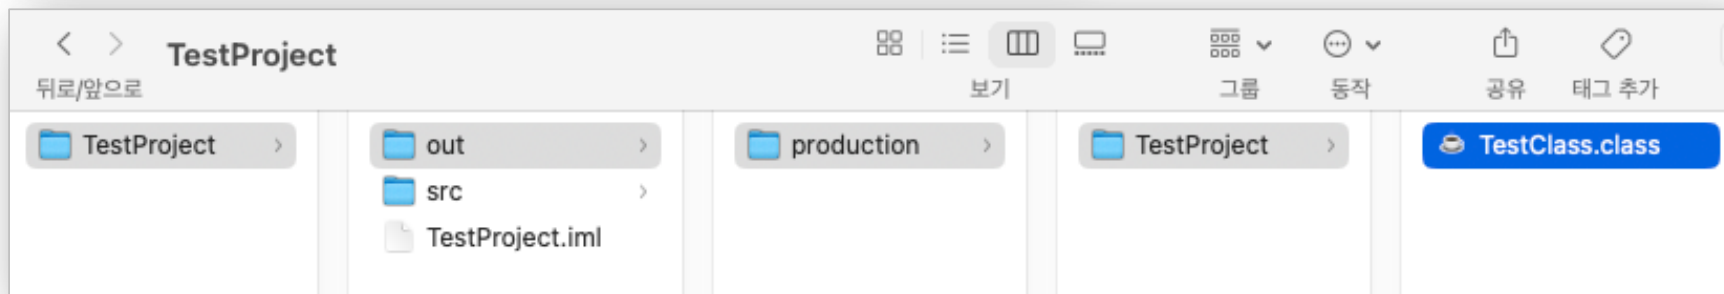 TestProject
뒤로/앞으로
보기
그룹
동작
공유
태그 추가
TestProject
out
src
TestProject.iml
production
TestProject
TestClass.class